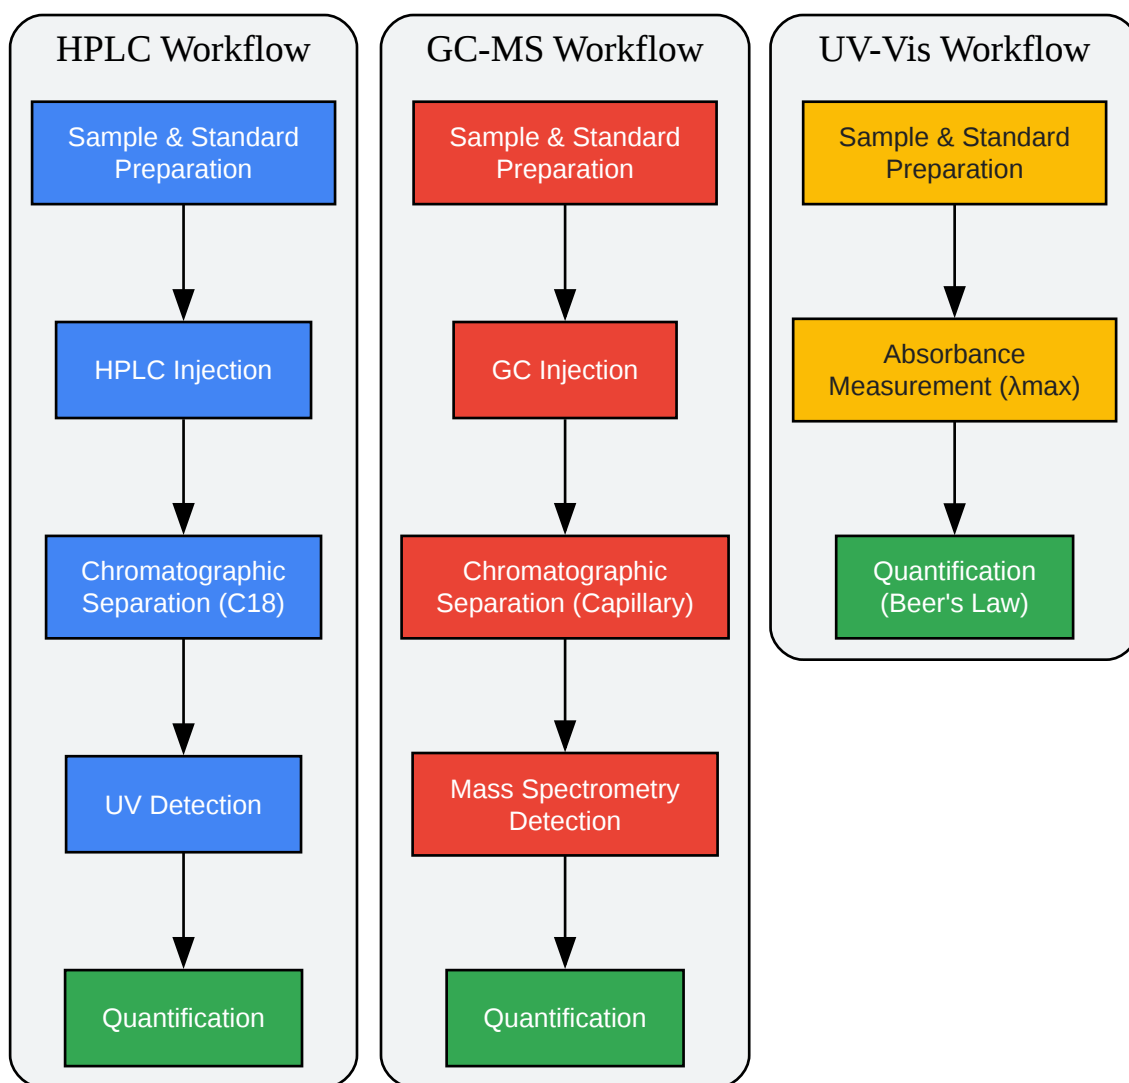 HPLC Workflow
Sample & Standard
Preparation
HPLC Injection
Chromatographic
Separation (C18)
UV Detection
Quantification
GC-MS Workflow
Sample & Standard
Preparation
GC Injection
Chromatographic
Separation (Capillary)
Mass Spectrometry
Detection
Quantification
UV-Vis Workflow
Sample & Standard
Preparation
Absorbance
Measurement (λmax)
Quantification
(Beer's Law)